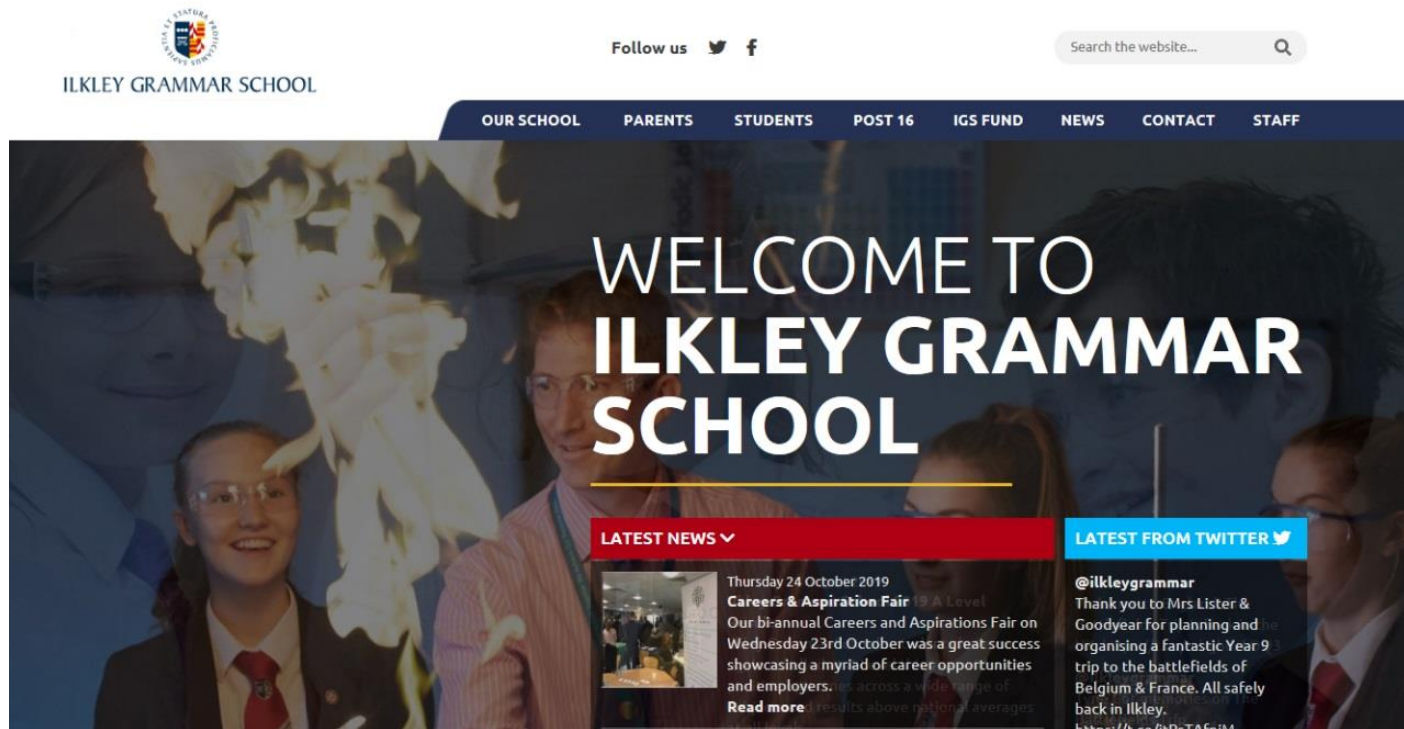 ILKLEY GRAMMAR SCHOOL
Follow us
Search the website...
OUR SCHOOL PARENTS STUDENTS POST 16 IGS FUND NEWS CONTACT STAFF
WELCOME TO
ILKLEY GRAMMAR
SCHOOL
LATEST NEWS
Thursday 24 October 2019
Careers & Aspiration Fair
Our bi-annual Careers and Aspirations Fair on
Wednesday 23rd October was a great success
showcasing a myriad of career opportunities
and employers.
Read more
LATEST FROM TWITTER
@ilkleygrammar
Thank you to Mrs Lister &
Goodyear for planning and
organising a fantastic Year 9
trip to the battlefields of
Belgium & France. All safely
back in Ilkley.